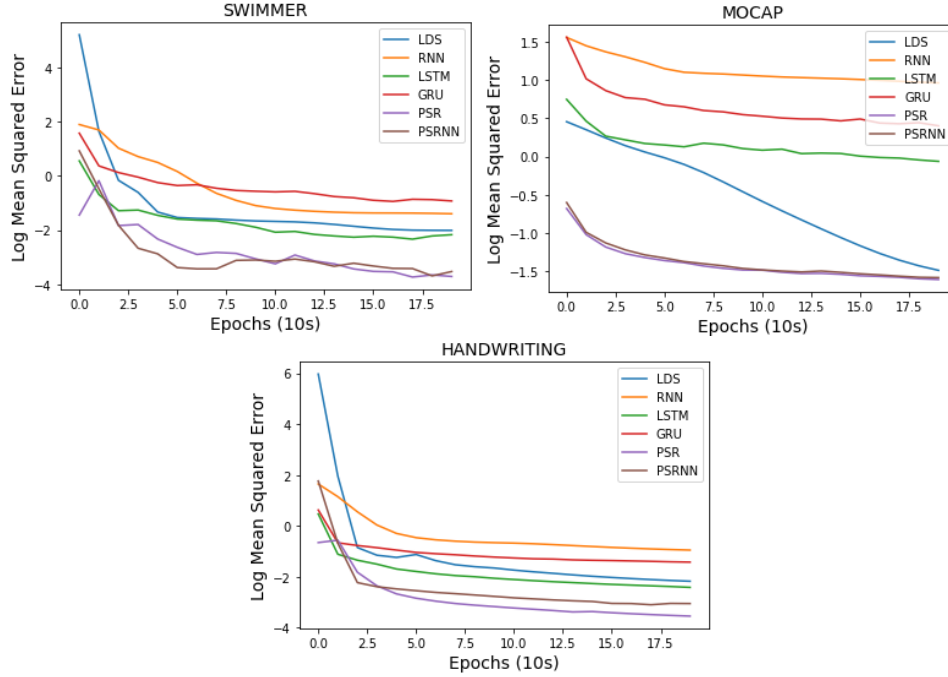 SWIMMER
Log Mean Squared Error
4
2
0
−2
−4
LDS
RNN
LSTM
GRU
PSR
PSRNN
0.0 2.5 5.0 7.5 10.0 12.5 15.0 17.5
Epochs (10s)
MOCAP
Log Mean Squared Error
1.5
1.0
0.5
0.0
−0.5
−1.0
−1.5
LDS
RNN
LSTM
GRU
PSR
PSRNN
0.0 2.5 5.0 7.5 10.0 12.5 15.0 17.5
Epochs (10s)
HANDWRITING
Log Mean Squared Error
6
4
2
0
−2
−4
LDS
RNN
LSTM
GRU
PSR
PSRNN
0.0 2.5 5.0 7.5 10.0 12.5 15.0 17.5
Epochs (10s)